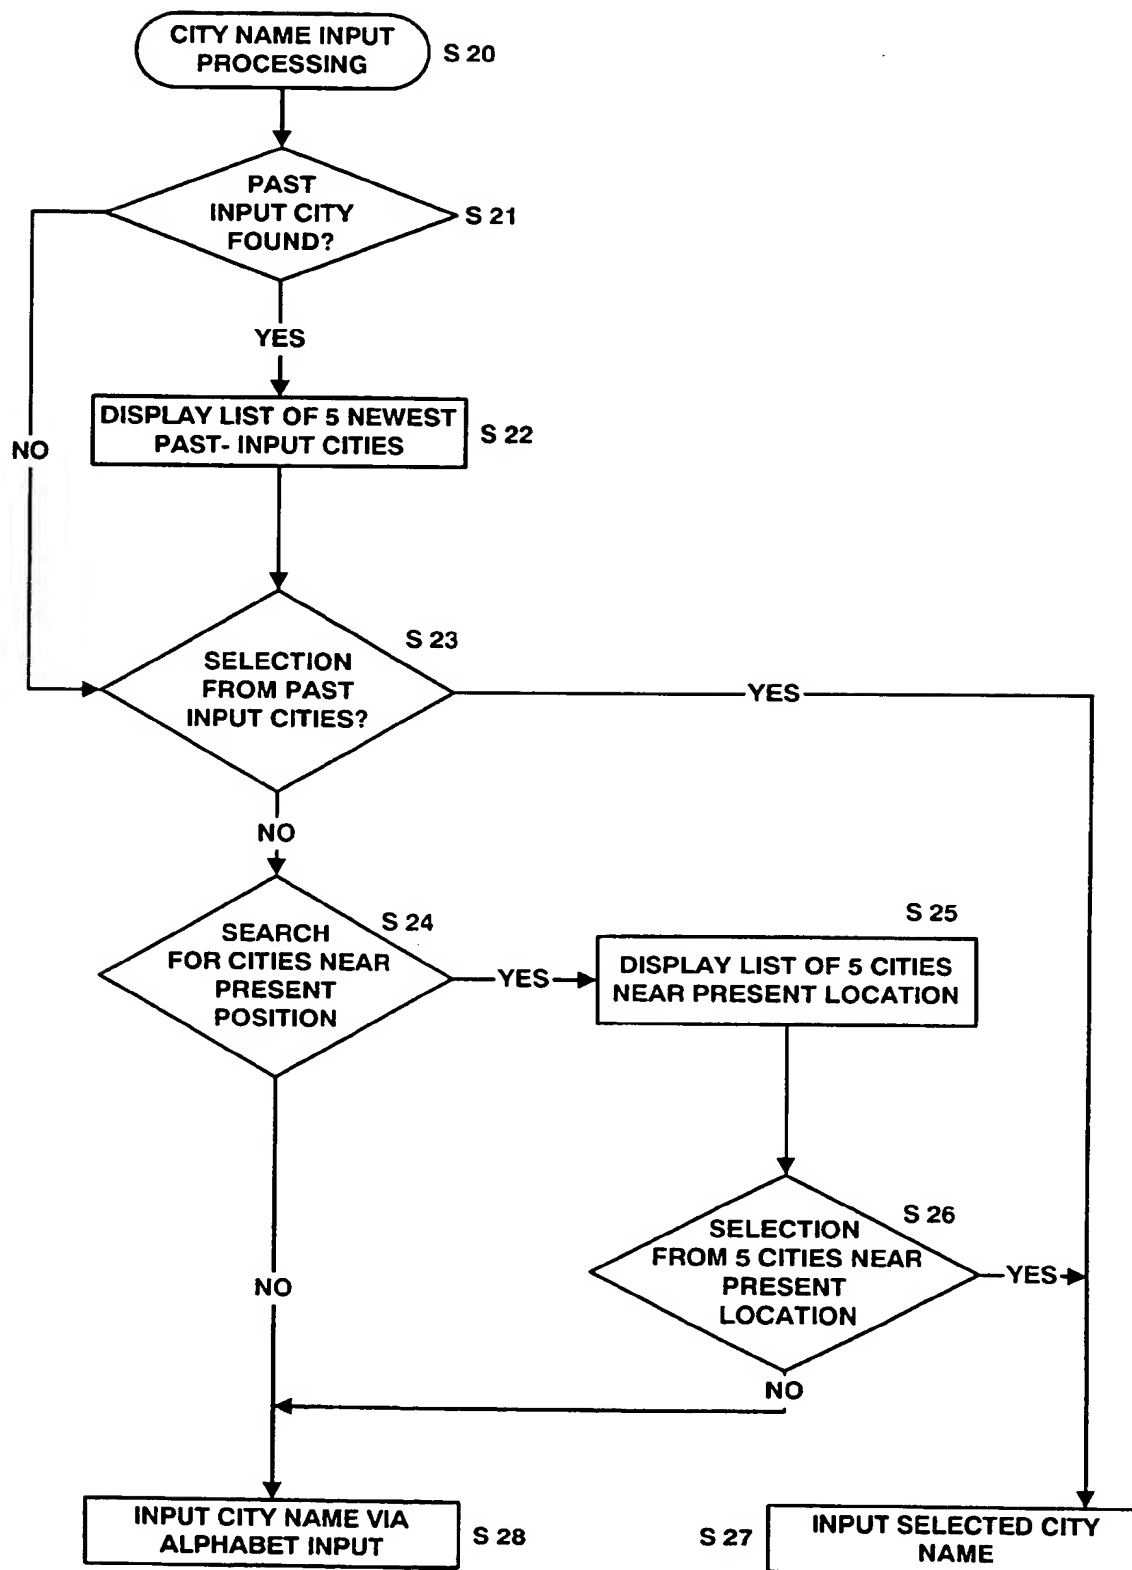 CITY NAME INPUT
PROCESSING
S 20
PAST
INPUT CITY
FOUND?
S 21
YES
NO
DISPLAY LIST OF 5 NEWEST
PAST- INPUT CITIES
S 22
S 23
SELECTION
FROM PAST
INPUT CITIES?
YES
NO
S 24
SEARCH
FOR CITIES NEAR
PRESENT
POSITION
YES
S 25
DISPLAY LIST OF 5 CITIES
NEAR PRESENT LOCATION
S 26
SELECTION
FROM 5 CITIES NEAR
PRESENT
LOCATION
YES
NO
NO
INPUT CITY NAME VIA
ALPHABET INPUT
S 28
S 27
INPUT SELECTED CITY
NAME